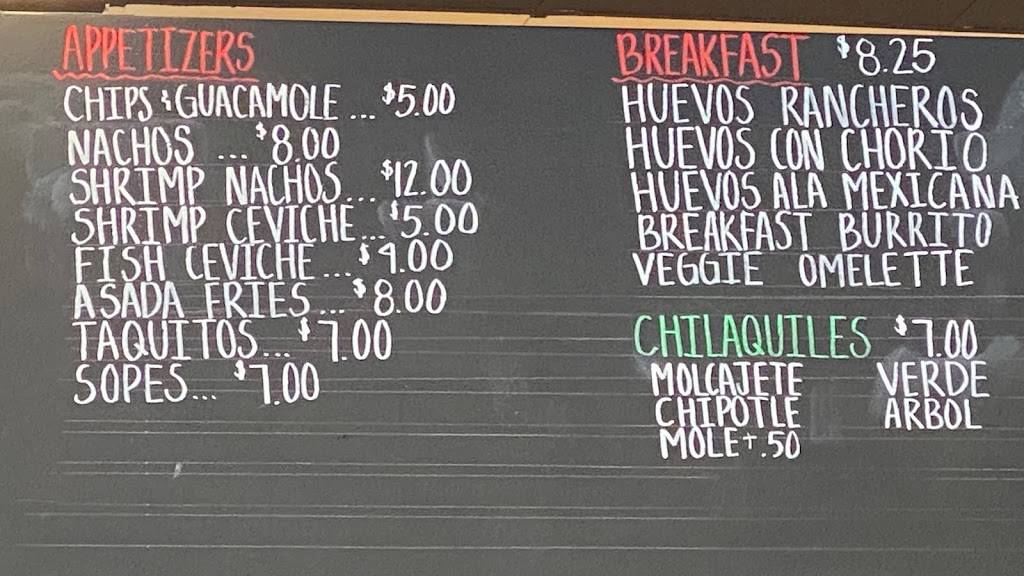 APPETIZERS
CHIPS & GUACAMOLE ... $5.00
NACHOS ... $8.00
SHRIMP NACHOS... $12.00
SHRIMP CEVICHE... $5.00
FISH CEVICHE... $4.00
ASADA FRIES... $8.00
TAQUITOS... $7.00
SOPES... $7.00
BREAKFAST $8.25
HUEVOS RANCHEROS
HUEVOS CON CHORIO
HUEVOS ALA MEXICANA
BREAKFAST BURRITO
VEGGIE OMELETTE
CHILAQUILES $7.00
MOLCAJETE VERDE
CHIPOTLE ARBOL
MOLE +.50